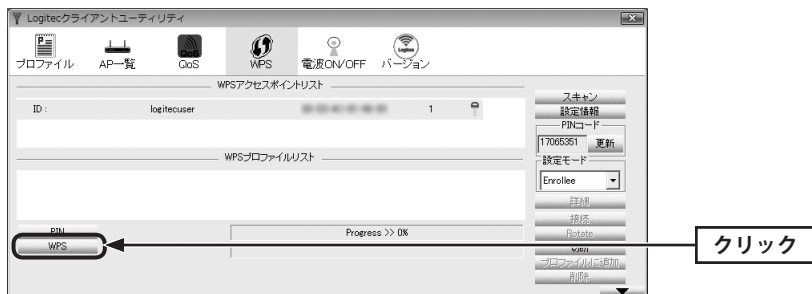 Logitecクライアントユーティリティ
プロファイル AP一覧 QoS WPS 電波ON/OFF バージョン
WPSアクセスポイントリスト
ID : logitecuser 1
スキャン
設定情報
PINコード
17065351 更新
WPSプロファイルリスト
設定モード
Enrollee
詳細
接続
PIN
Progress >> 0%
Rotate
WPS
切断
クリック
プロファイルに追加
削除